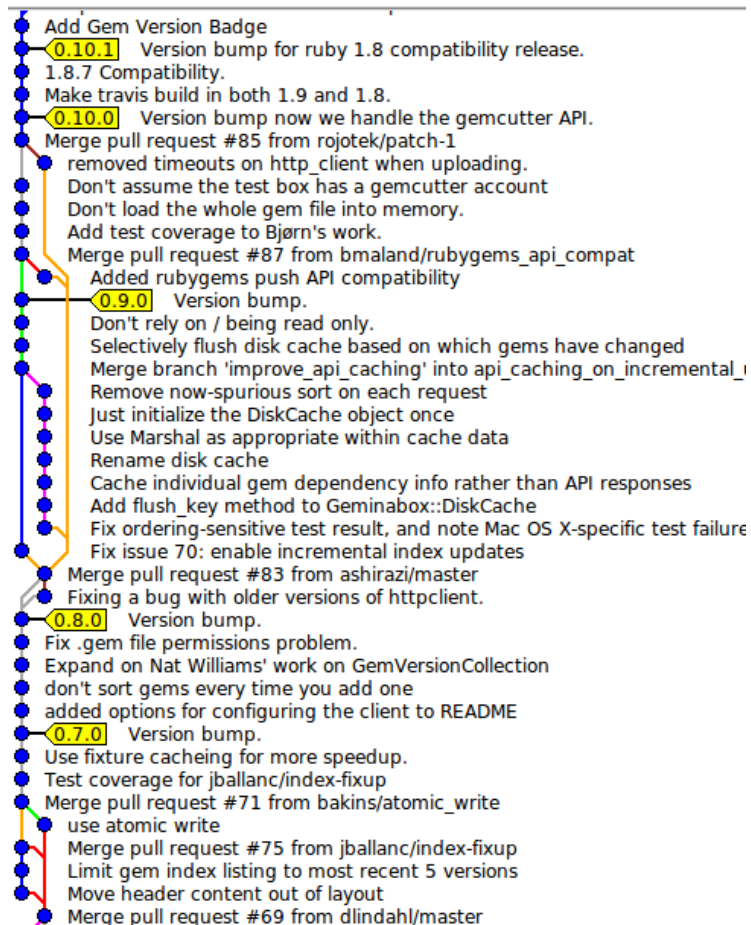 Add Gem Version Badge
0.10.1 Version bump for ruby 1.8 compatibility release.
1.8.7 Compatibility.
Make travis build in both 1.9 and 1.8.
0.10.0 Version bump now we handle the gemcutter API.
Merge pull request #85 from rojotek/patch-1
removed timeouts on http_client when uploading.
Don't assume the test box has a gemcutter account
Don't load the whole gem file into memory.
Add test coverage to Bjørn's work.
Merge pull request #87 from bmaland/rubygems_api_compat
Added rubygems push API compatibility
0.9.0 Version bump.
Don't rely on / being read only.
Selectively flush disk cache based on which gems have changed
Merge branch 'improve_api_caching' into api_caching_on_incremental_
Remove now-spurious sort on each request
Just initialize the DiskCache object once
Use Marshal as appropriate within cache data
Rename disk cache
Cache individual gem dependency info rather than API responses
Add flush_key method to Geminabox::DiskCache
Fix ordering-sensitive test result, and note Mac OS X-specific test failure
Fix issue 70: enable incremental index updates
Merge pull request #83 from ashirazi/master
Fixing a bug with older versions of httpclient.
0.8.0 Version bump.
Fix .gem file permissions problem.
Expand on Nat Williams' work on GemVersionCollection
don't sort gems every time you add one
added options for configuring the client to README
0.7.0 Version bump.
Use fixture cacheing for more speedup.
Test coverage for jballanc/index-fixup
Merge pull request #71 from bakins/atomic_write
use atomic write
Merge pull request #75 from jballanc/index-fixup
Limit gem index listing to most recent 5 versions
Move header content out of layout
Merge pull request #69 from dlindahl/master